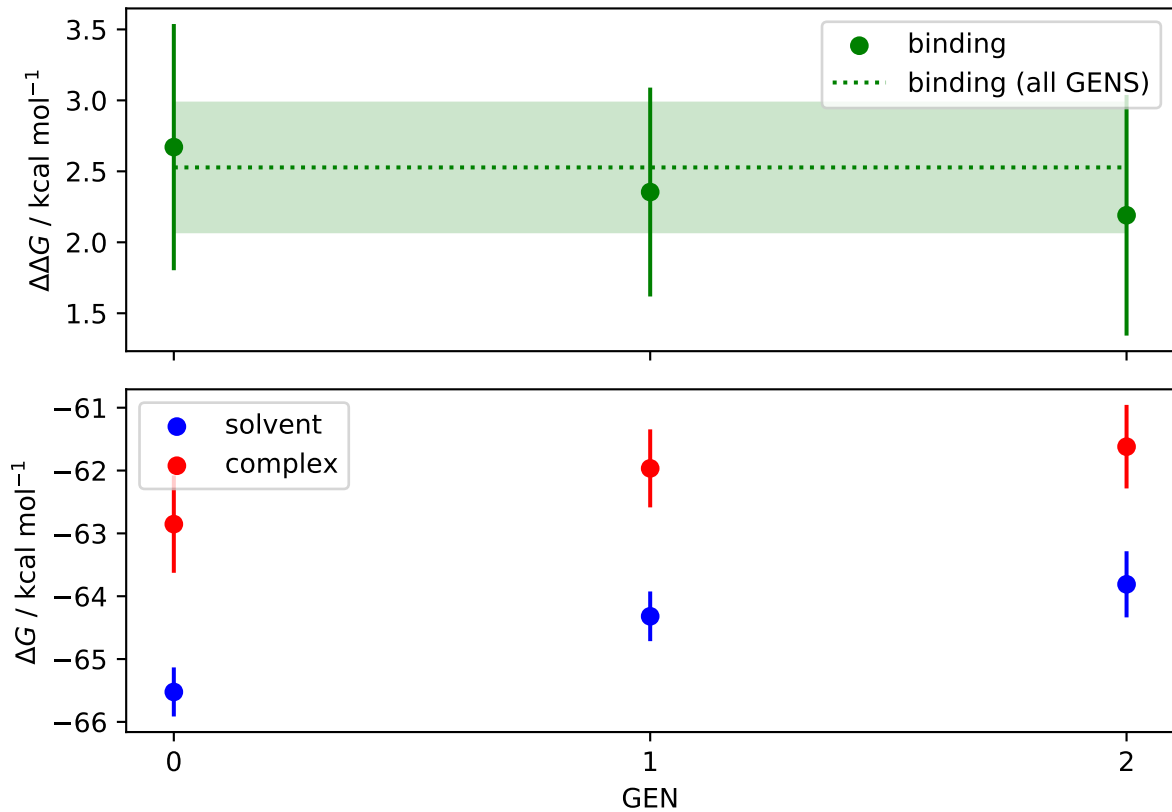 3.5
3.0
2.5
2.0
1.5
ΔΔG / kcal mol⁻¹
binding
binding (all GENS)
−61
−62
−63
−64
−65
−66
ΔG / kcal mol⁻¹
solvent
complex
0 1 2
GEN